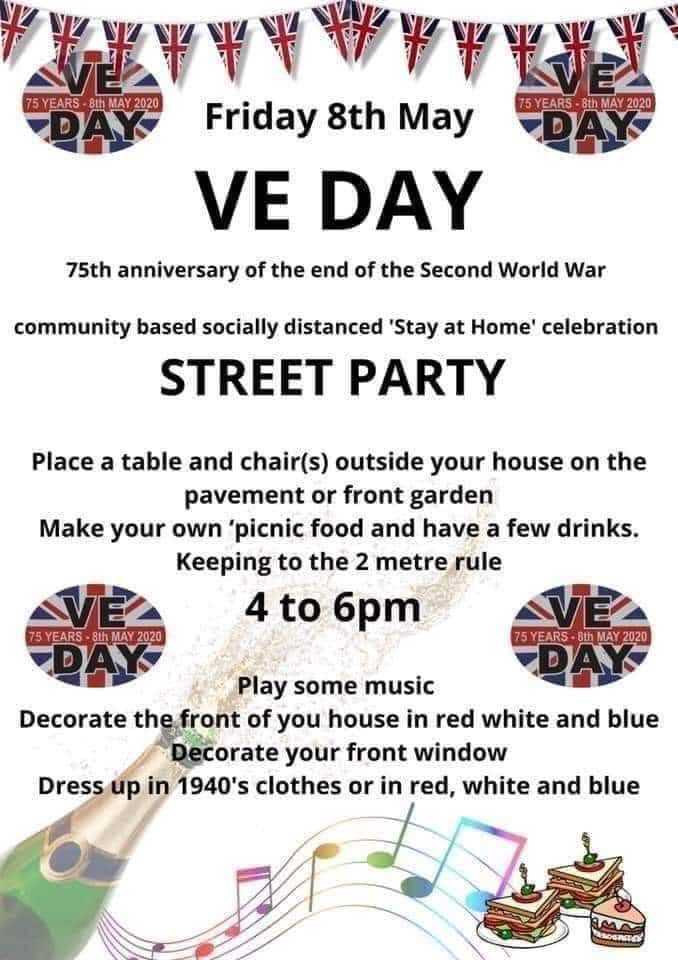 VE
75 YEARS - 8th MAY 2020
DAY
VE
75 YEARS - 8th MAY 2020
DAY
Friday 8th May
VE DAY
75th anniversary of the end of the Second World War
community based socially distanced 'Stay at Home' celebration
STREET PARTY
Place a table and chair(s) outside your house on the
pavement or front garden
Make your own ‘picnic food and have a few drinks.
Keeping to the 2 metre rule
4 to 6pm
VE
75 YEARS - 8th MAY 2020
DAY
VE
75 YEARS - 8th MAY 2020
DAY
Play some music
Decorate the front of you house in red white and blue
Decorate your front window
Dress up in 1940's clothes or in red, white and blue